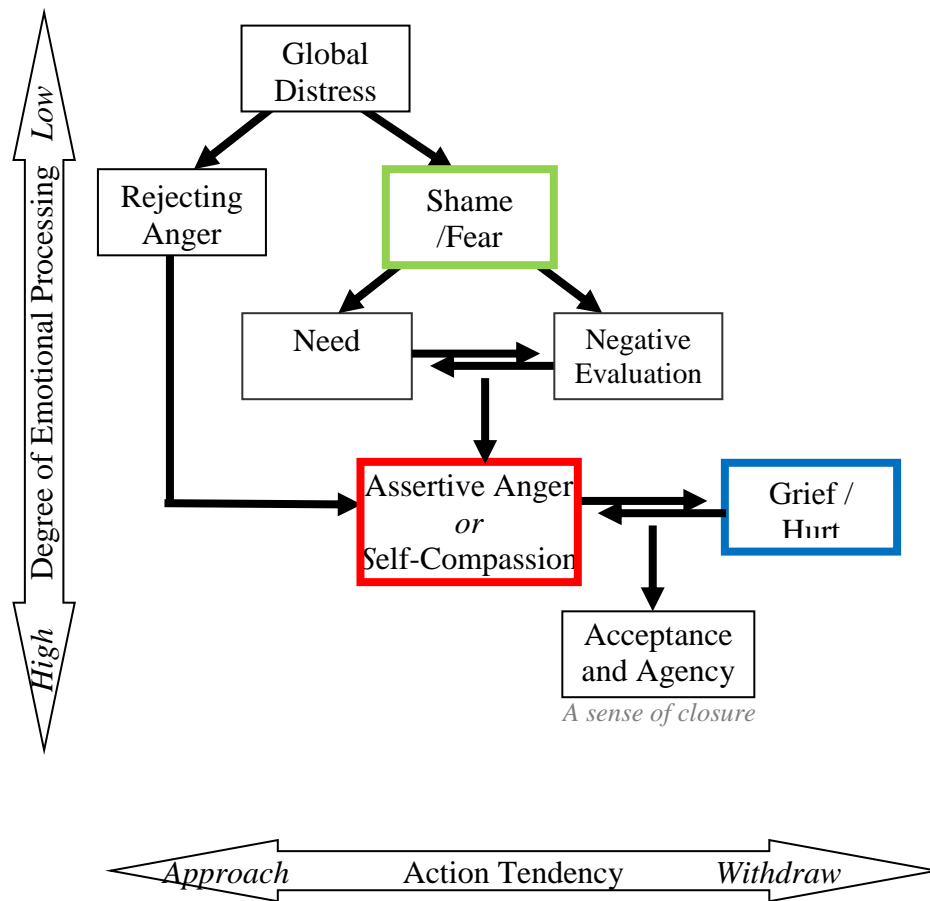 Global
Distress
Low
Rejecting
Anger
Shame
/Fear
Degree of Emotional Processing
Need
Negative
Evaluation
Assertive Anger
or
Self-Compassion
Grief /
Hurt
High
Acceptance
and Agency
A sense of closure
Approach
Action Tendency
Withdraw